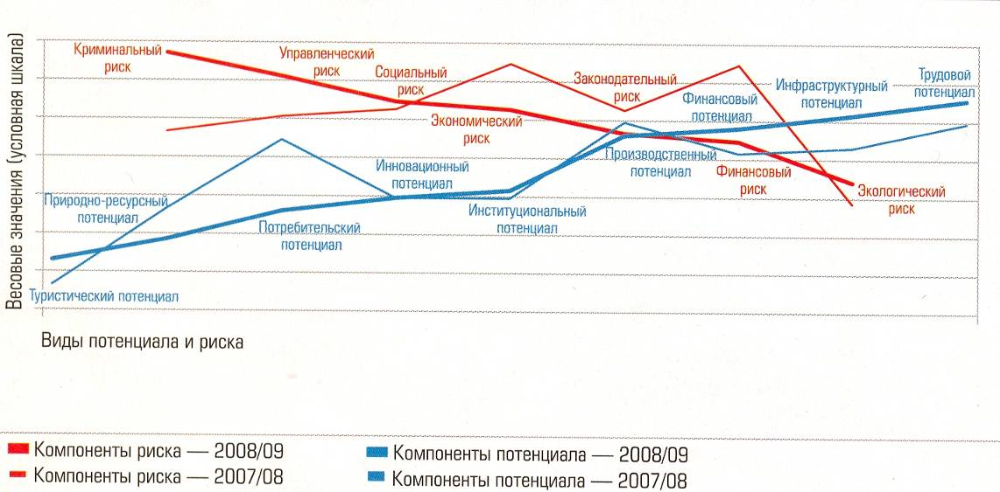 Весовые значения (условная шкала)
Криминальный
риск
Управленческий
риск
Социальный
риск
Экономический
риск
Законодательный
риск
Финансовый
риск
Экологический
риск
Туристический потенциал
Природно-ресурсный
потенциал
Потребительский
потенциал
Инновационный
потенциал
Институциональный
потенциал
Производственный
потенциал
Финансовый
потенциал
Инфраструктурный
потенциал
Трудовой
потенциал
Виды потенциала и риска
Компоненты риска — 2008/09
Компоненты риска — 2007/08
Компоненты потенциала — 2008/09
Компоненты потенциала — 2007/08